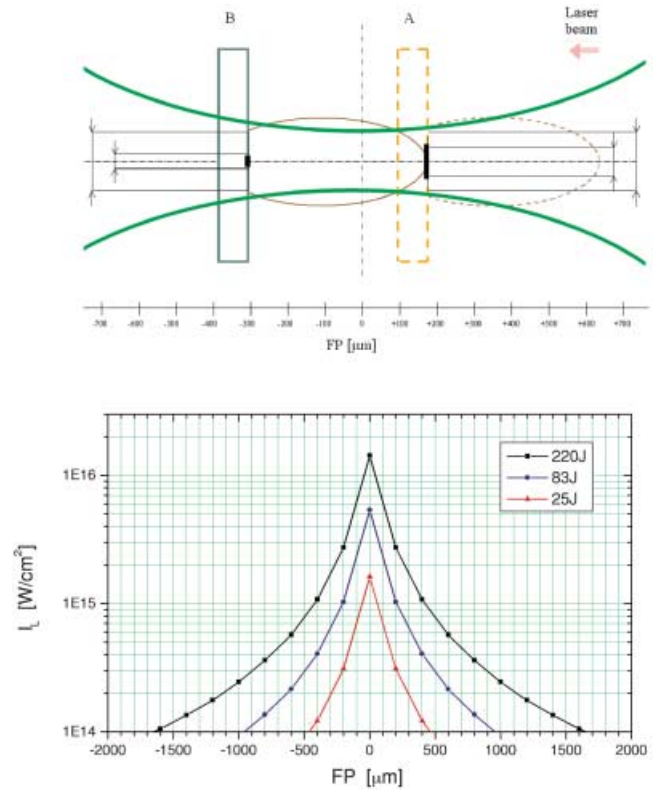 B
A
Laser
beam
-700 -600 -500 -400 -300 -200 -100 0 +100 +200 +300 +400 +500 +600 +700
FP [µm]
1E16
1E15
1E14
I_L [W/cm²]
220J
83J
25J
-2000 -1500 -1000 -500 0 500 1000 1500 2000
FP [µm]